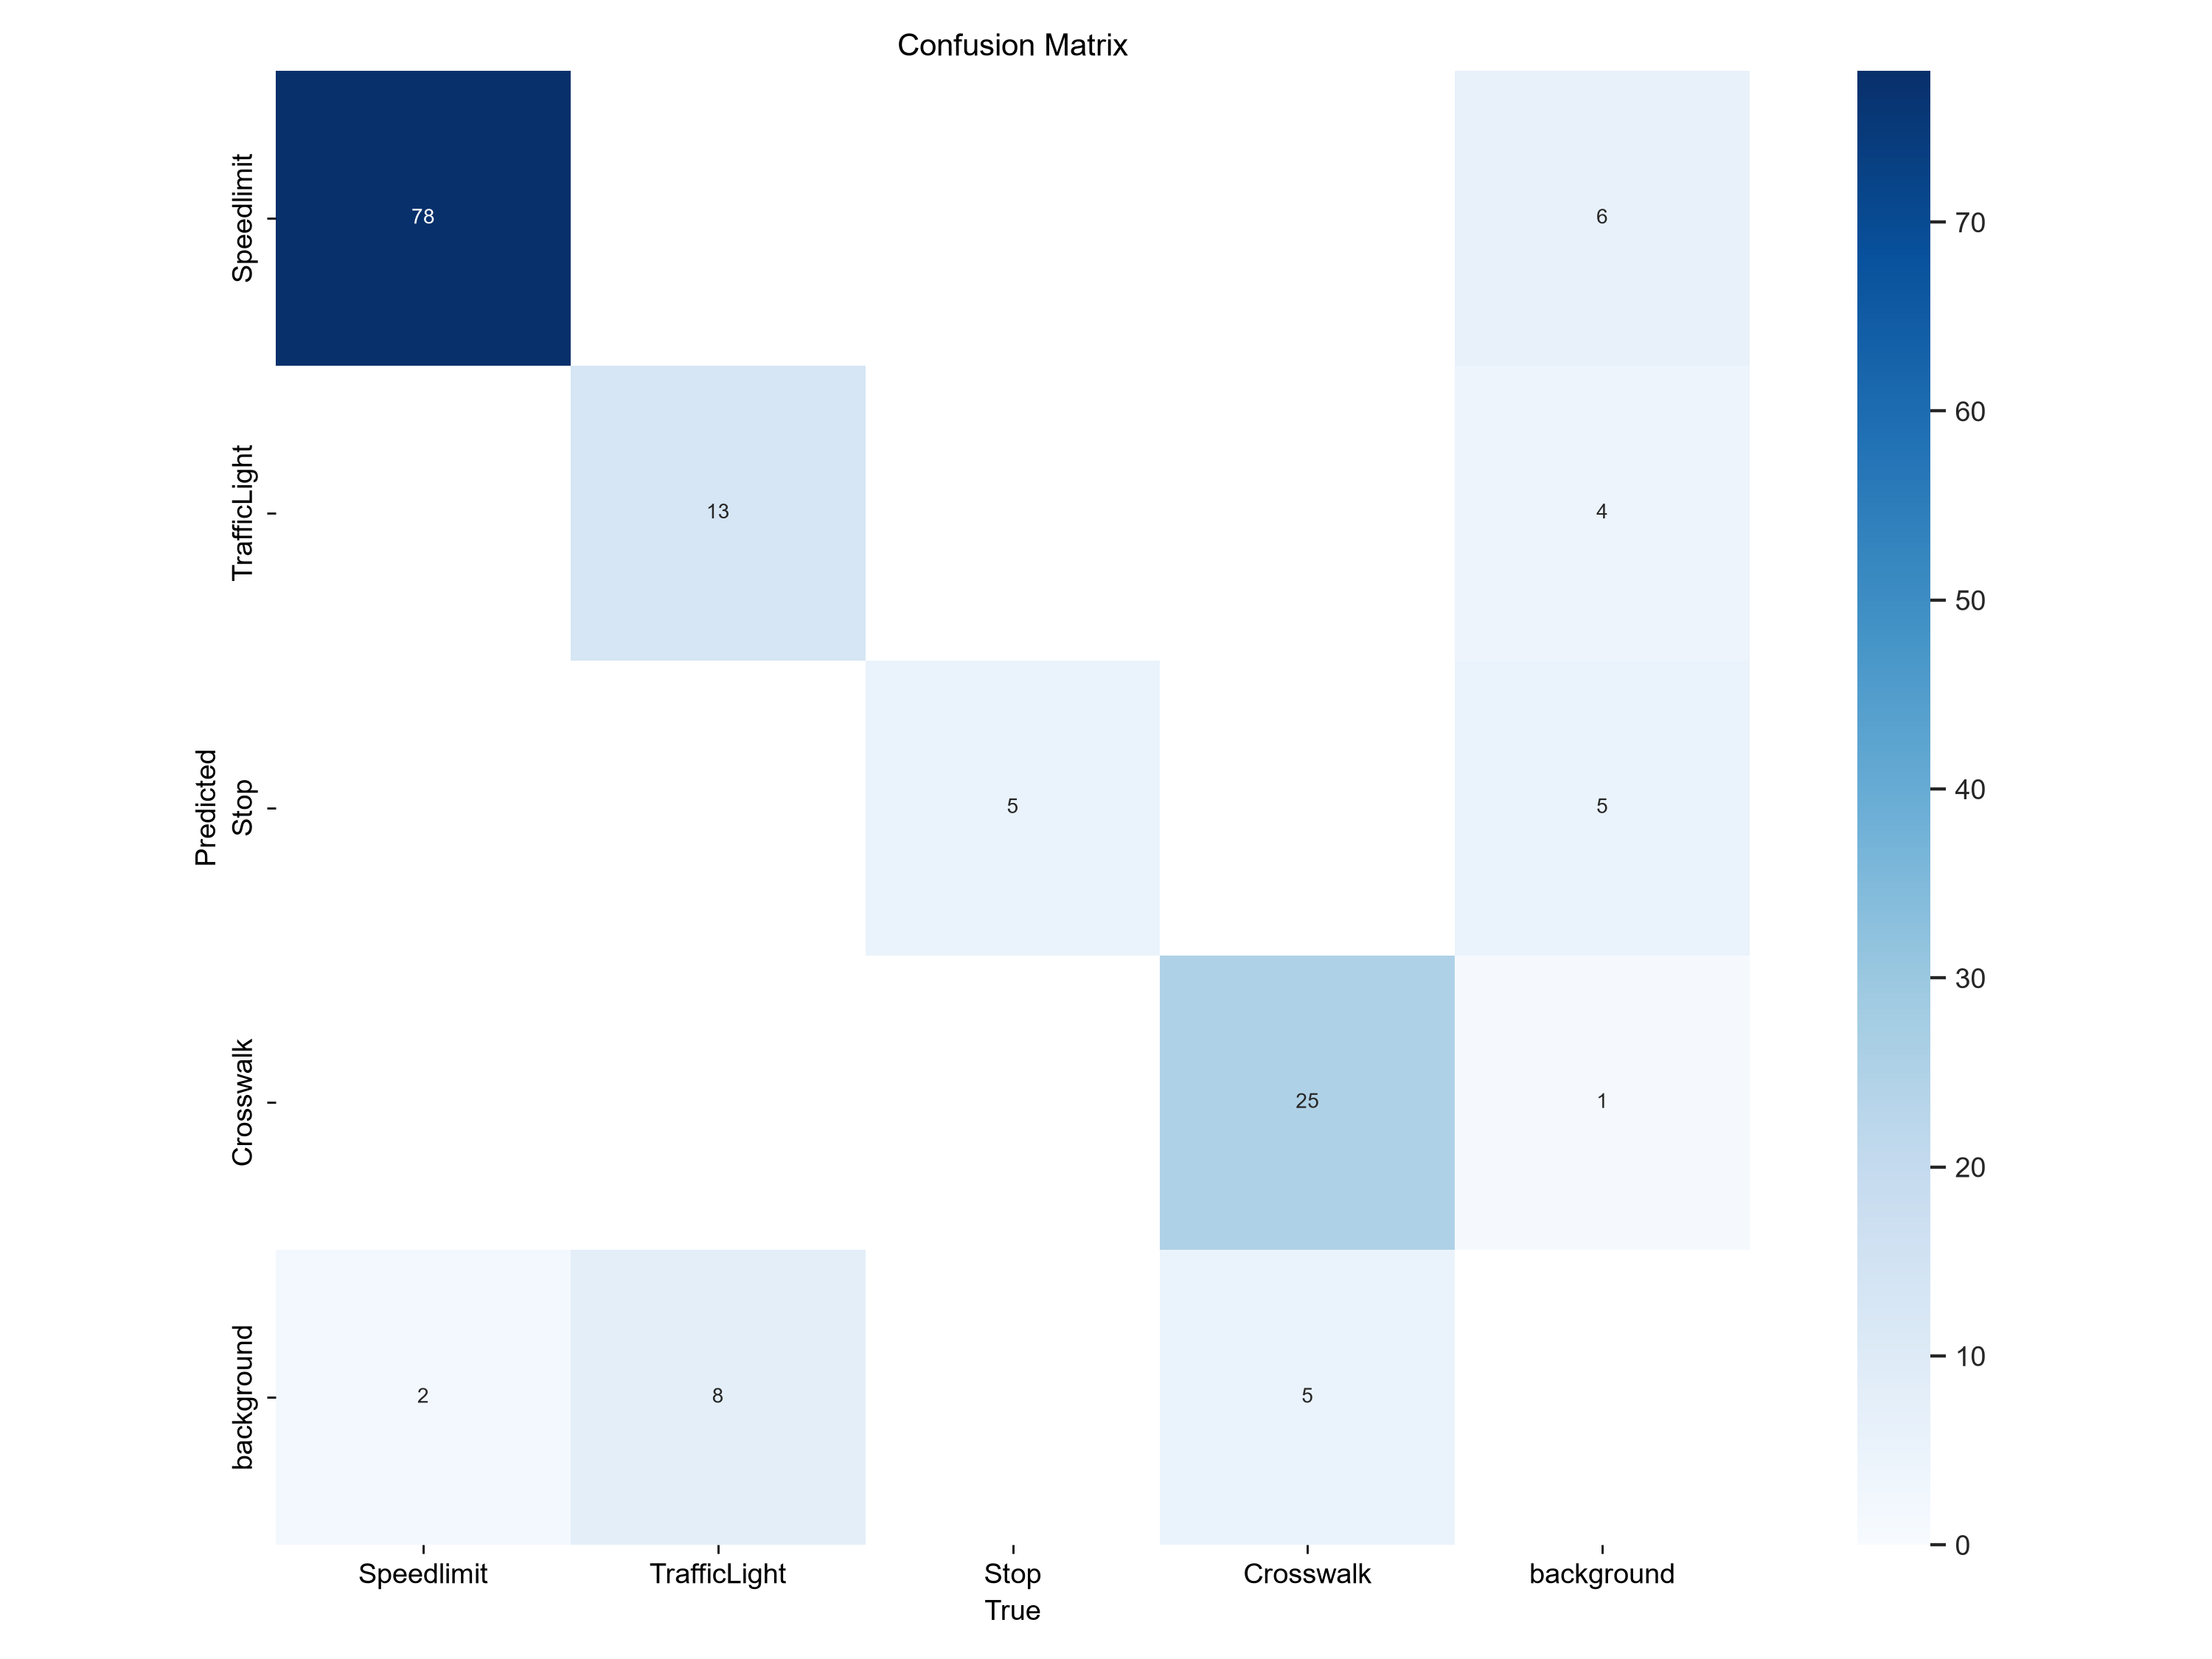 Confusion Matrix
Predicted
Speedlimit
78
6
TrafficLight
13
4
Stop
5
5
Crosswalk
25
1
background
2
8
5
Speedlimit
TrafficLight
Stop
Crosswalk
background
True
70
60
50
40
30
20
10
0